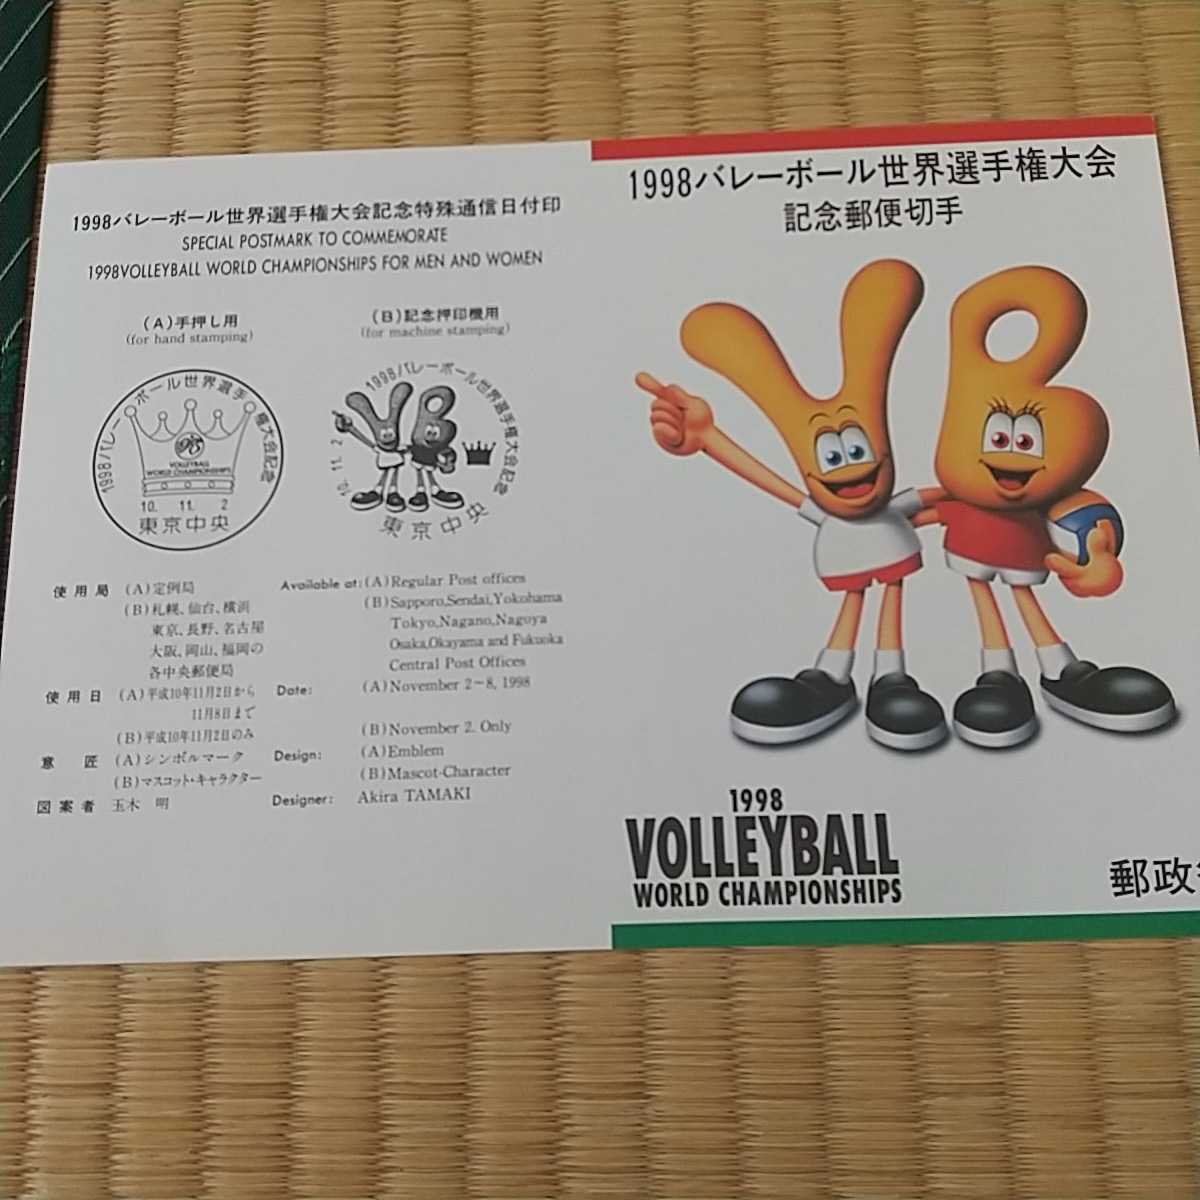 1998バレーボール世界選手権大会記念特殊通信日付印
SPECIAL POSTMARK TO COMMEMORATE
1998VOLLEYBALL WORLD CHAMPIONSHIPS FOR MEN AND WOMEN
(A)手押し用
(for hand stamping)
(B)記念押印機用
(for machine stamping)
1998バレーボール世界選手権大会記念
98
VOLLEYBALL
WORLD CHAMPIONSHIPS
10. 11. 2
東京中央
1998バレーボール世界選手権大会記念
10. 11. 2
東京中央
使用局 (A)定例局
(B)札幌、仙台、横浜
東京、長野、名古屋
大阪、岡山、福岡の
各中央郵便局
使用日 (A)平成10年11月2日から
11月8日まで
(B)平成10年11月2日のみ
意匠 (A)シンボルマーク
(B)マスコット・キャラクター
図案者 玉木 明
Available at: (A)Regular Post offices
(B)Sapporo,Sendai,Yokohama
Tokyo,Nagano,Nagoya
Osaka,Okayama and Fukuoka
Central Post Offices
Date: (A)November 2-8, 1998
(B)November 2. Only
Design: (A)Emblem
(B)Mascot-Character
Designer: Akira TAMAKI
1998バレーボール世界選手権大会
記念郵便切手
1998
VOLLEYBALL
WORLD CHAMPIONSHIPS
郵政